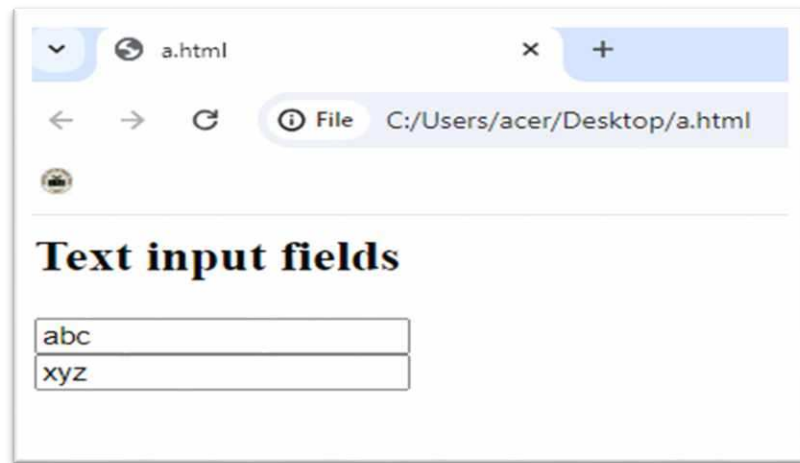 a.html
File C:/Users/acer/Desktop/a.html
Text input fields
abc
xyz